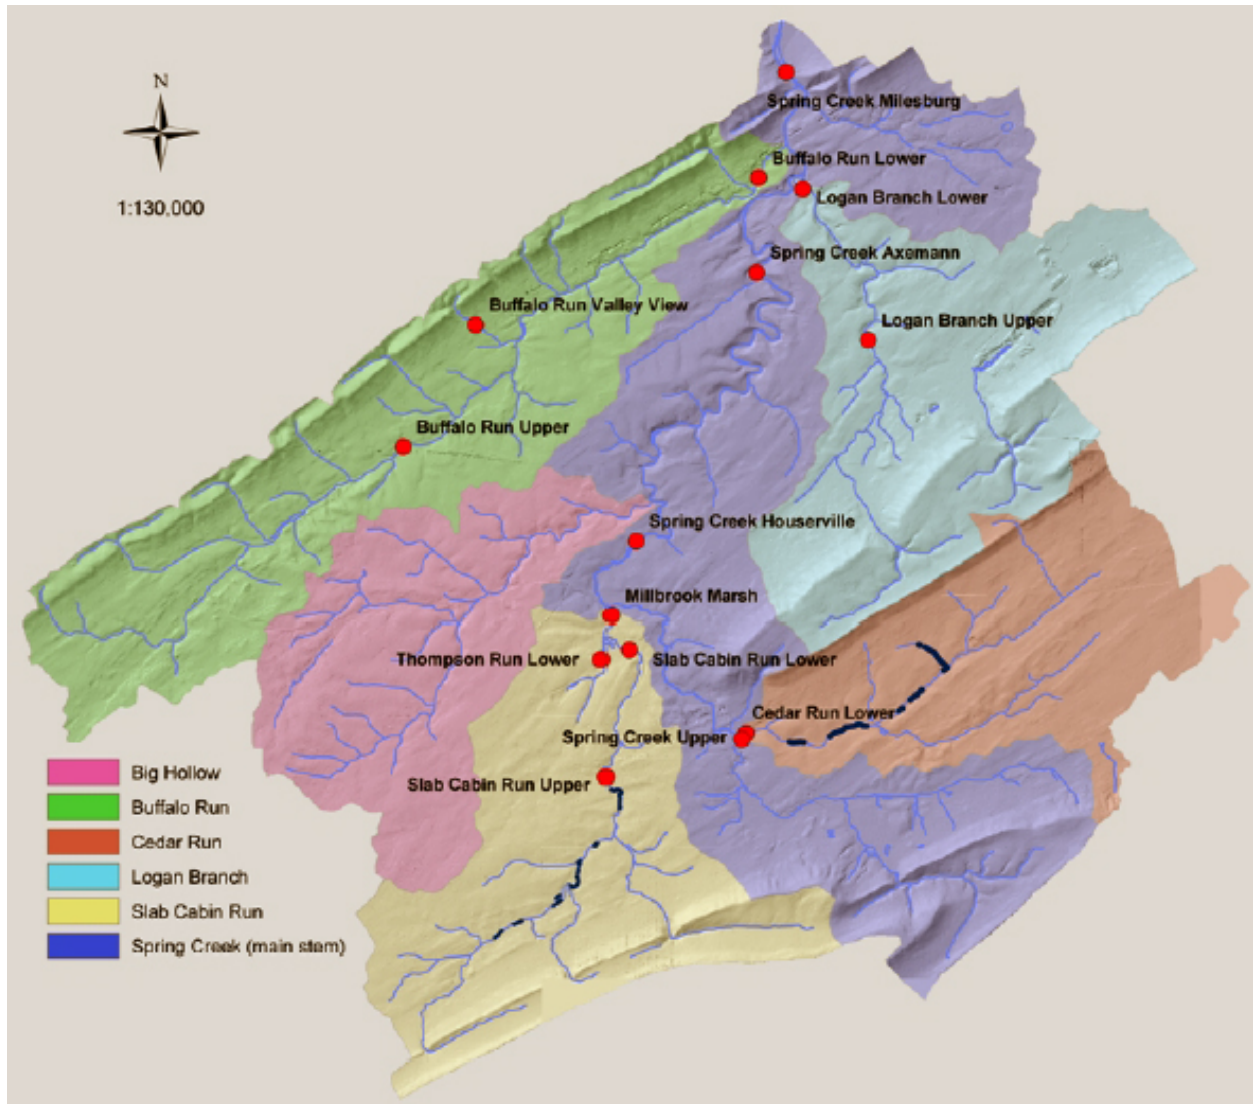 N
1:130,000
Spring Creek Milesburg
Buffalo Run Lower
Logan Branch Lower
Spring Creek Axemann
Buffalo Run Valley View
Logan Branch Upper
Buffalo Run Upper
Spring Creek Houserville
Millbrook Marsh
Thompson Run Lower
Slab Cabin Run Lower
Cedar Run Lower
Spring Creek Upper
Slab Cabin Run Upper
Big Hollow
Buffalo Run
Cedar Run
Logan Branch
Slab Cabin Run
Spring Creek (main stem)